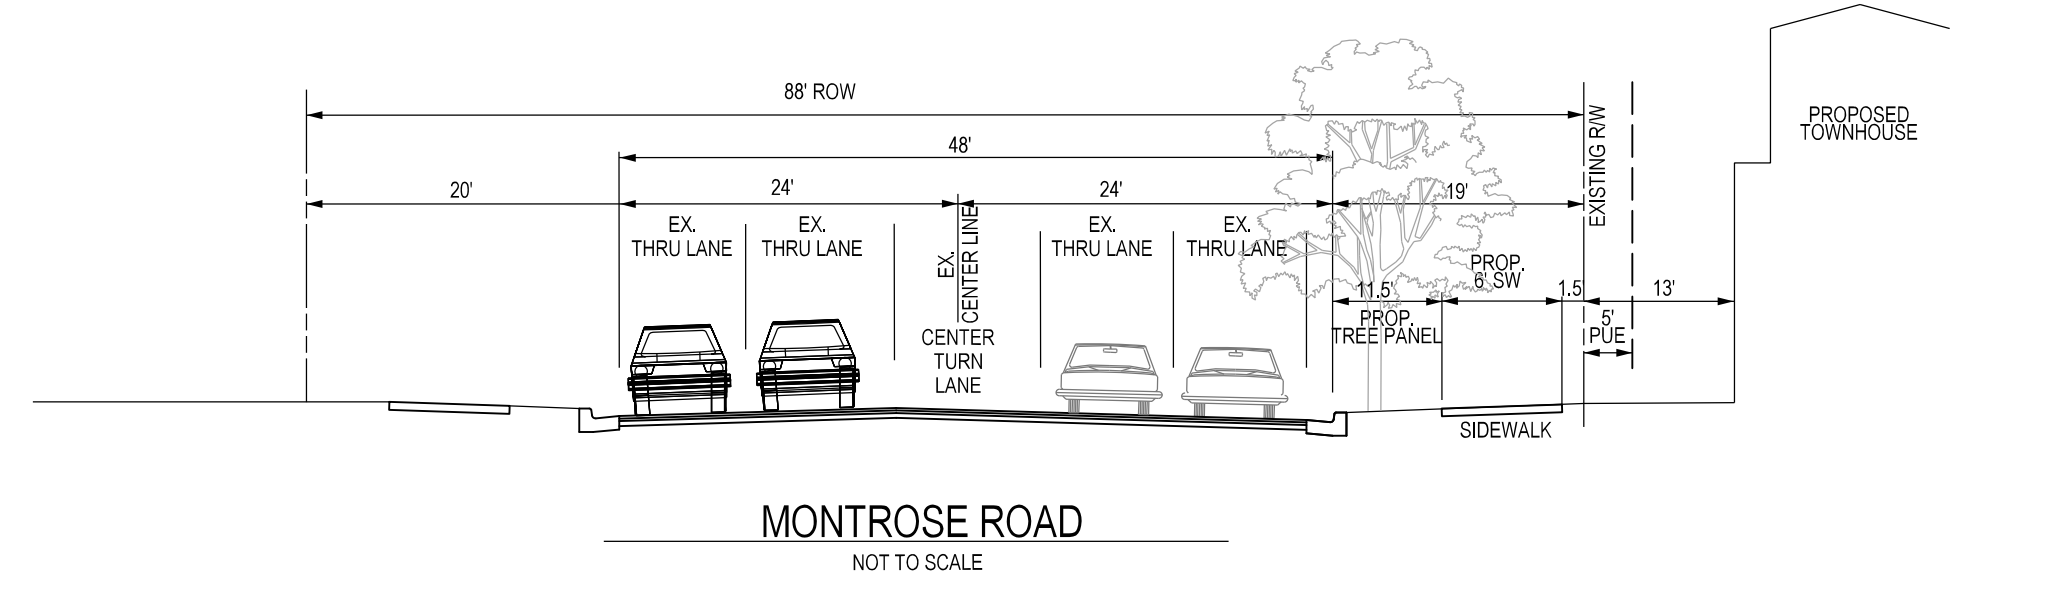 88' ROW
48'
20'
24'
24'
19'
EX.
THRU LANE
EX.
THRU LANE
EX.
CENTER LINE
EX.
THRU LANE
EX.
THRU LANE
CENTER
TURN
LANE
11.5'
PROP.
TREE PANEL
PROP.
6' SW
1.5'
EXISTING R/W
5'
PUE
13'
PROPOSED
TOWNHOUSE
SIDEWALK
MONTROSE ROAD
NOT TO SCALE